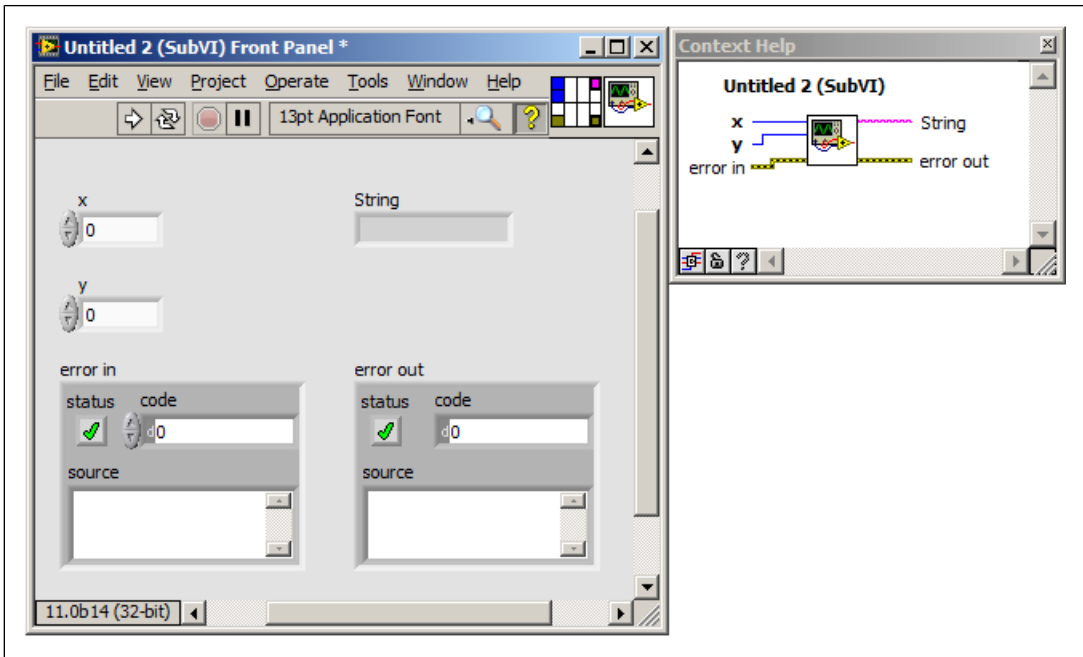 Untitled 2 (SubVI) Front Panel *
File Edit View Project Operate Tools Window Help
13pt Application Font
x
0
String
y
0
error in
status code
d 0
source
error out
status code
d 0
source
11.0b14 (32-bit)
Context Help
Untitled 2 (SubVI)
x
y
error in
String
error out